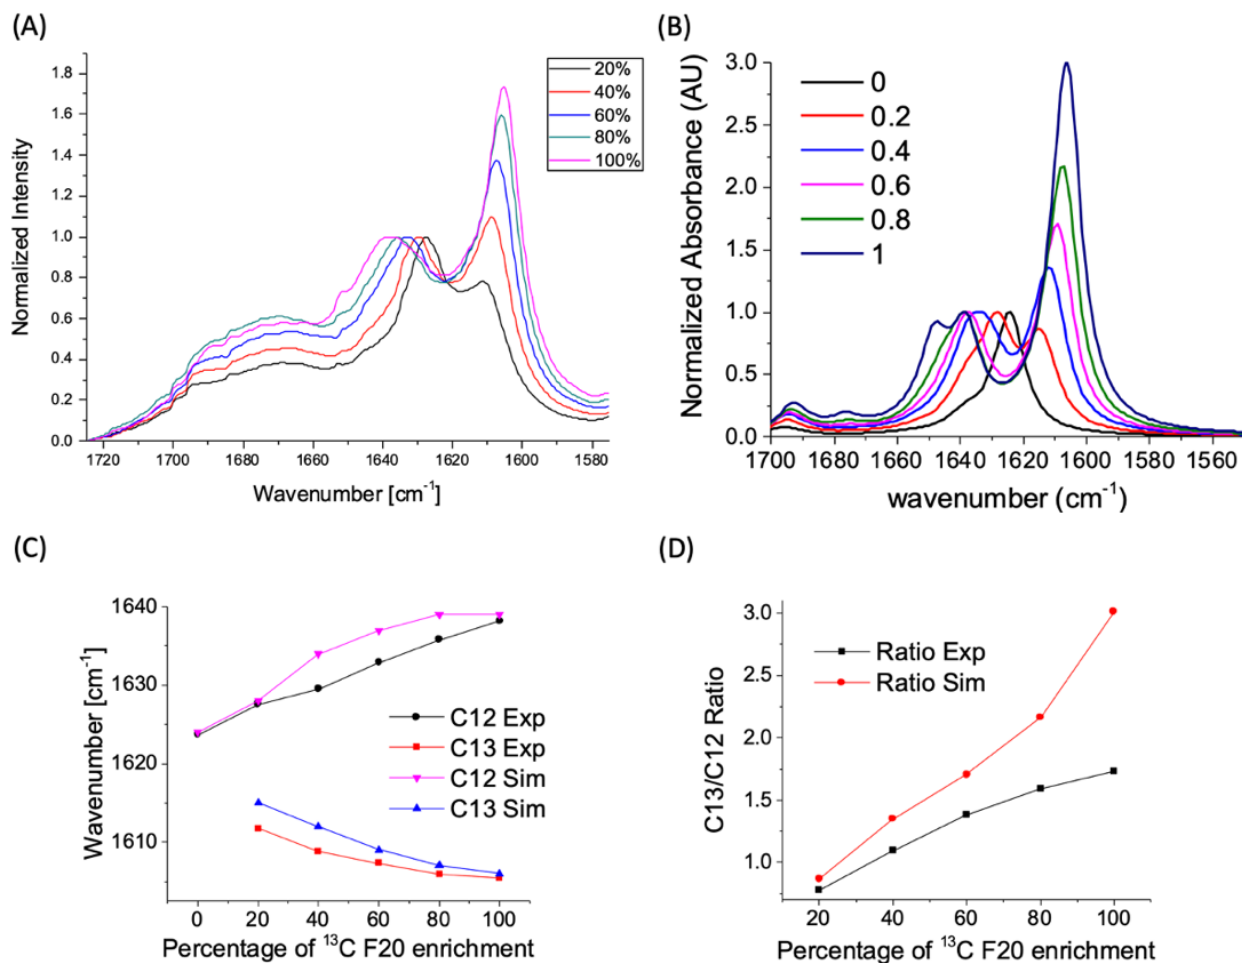 (A)
Normalized Intensity
1.8
1.6
1.4
1.2
1.0
0.8
0.6
0.4
0.2
0.0
1720 1700 1680 1660 1640 1620 1600 1580
Wavenumber [cm⁻¹]
20%
40%
60%
80%
100%
(B)
Normalized Absorbance (AU)
3.0
2.5
2.0
1.5
1.0
0.5
0.0
1700 1680 1660 1640 1620 1600 1580 1560
wavenumber (cm⁻¹)
0
0.2
0.4
0.6
0.8
1
(C)
Wavenumber [cm⁻¹]
1640
1630
1620
1610
0 20 40 60 80 100
Percentage of ¹³C F20 enrichment
C12 Exp
C13 Exp
C12 Sim
C13 Sim
(D)
C13/C12 Ratio
3.0
2.5
2.0
1.5
1.0
20 40 60 80 100
Percentage of ¹³C F20 enrichment
Ratio Exp
Ratio Sim